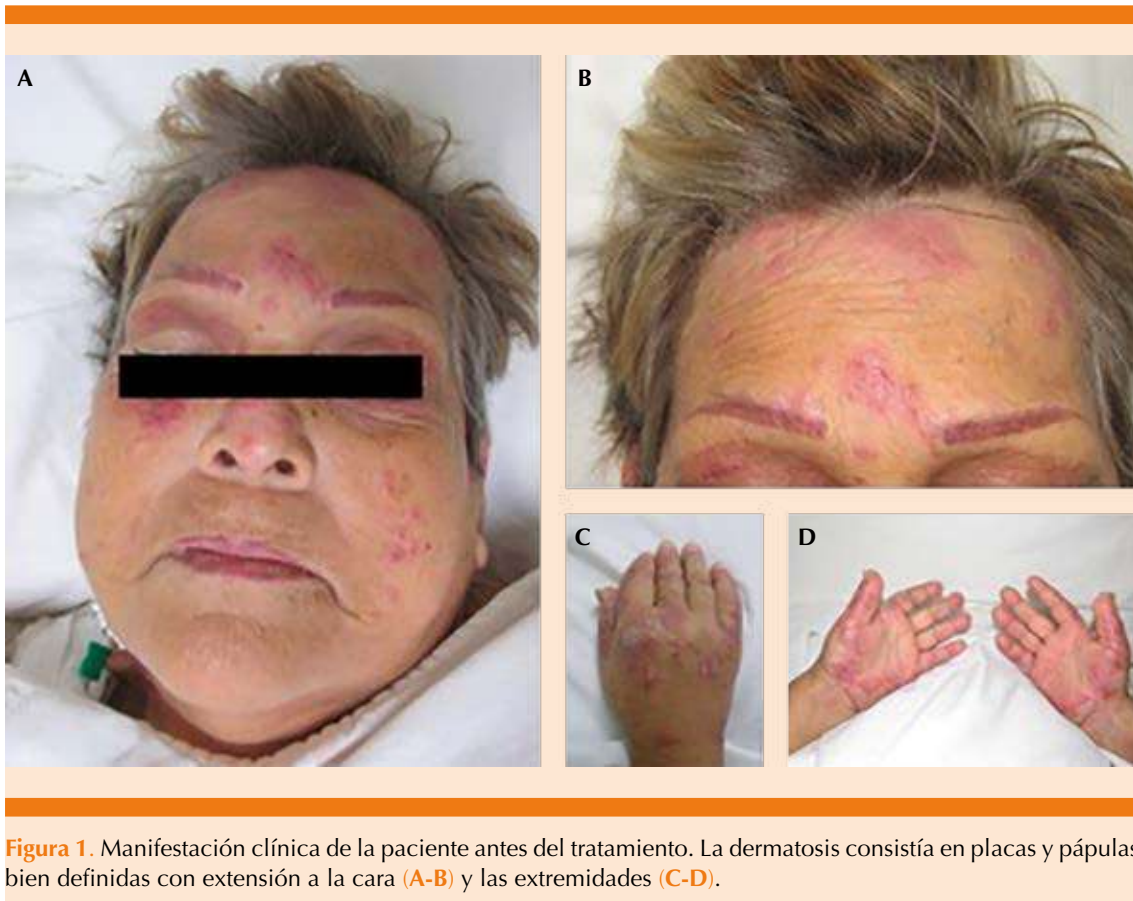 A
B
C
D
Figura 1. Manifestación clínica de la paciente antes del tratamiento. La dermatosis consistía en placas y pápulas
bien definidas con extensión a la cara (A-B) y las extremidades (C-D).